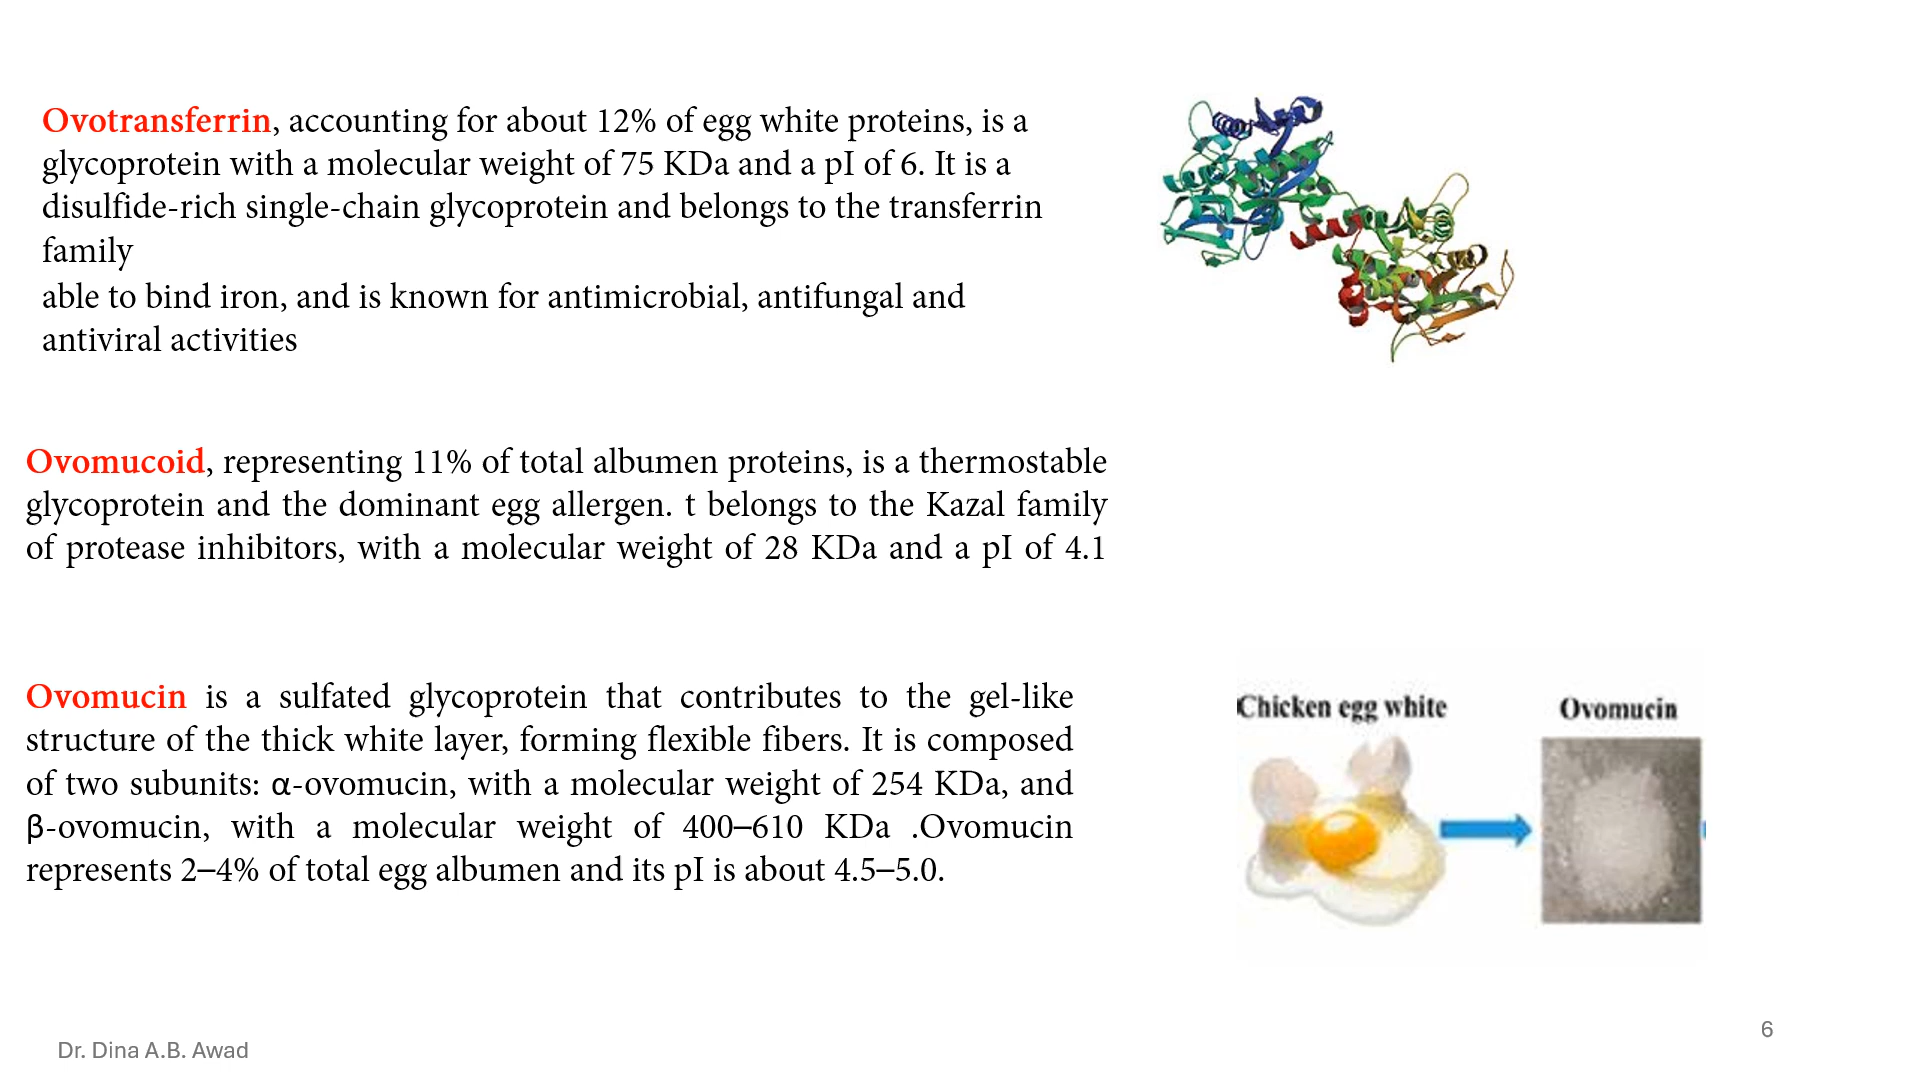 Ovotransferrin, accounting for about 12% of egg white proteins, is a
glycoprotein with a molecular weight of 75 KDa and a pI of 6. It is a
disulfide-rich single-chain glycoprotein and belongs to the transferrin
family
able to bind iron, and is known for antimicrobial, antifungal and
antiviral activities
Ovomucoid, representing 11% of total albumen proteins, is a thermostable
glycoprotein and the dominant egg allergen. t belongs to the Kazal family
of protease inhibitors, with a molecular weight of 28 KDa and a pI of 4.1
Ovomucin is a sulfated glycoprotein that contributes to the gel-like
structure of the thick white layer, forming flexible fibers. It is composed
of two subunits: α-ovomucin, with a molecular weight of 254 KDa, and
β-ovomucin, with a molecular weight of 400–610 KDa .Ovomucin
represents 2–4% of total egg albumen and its pI is about 4.5–5.0.
Chicken egg white
Ovomucin
Dr. Dina A.B. Awad
6